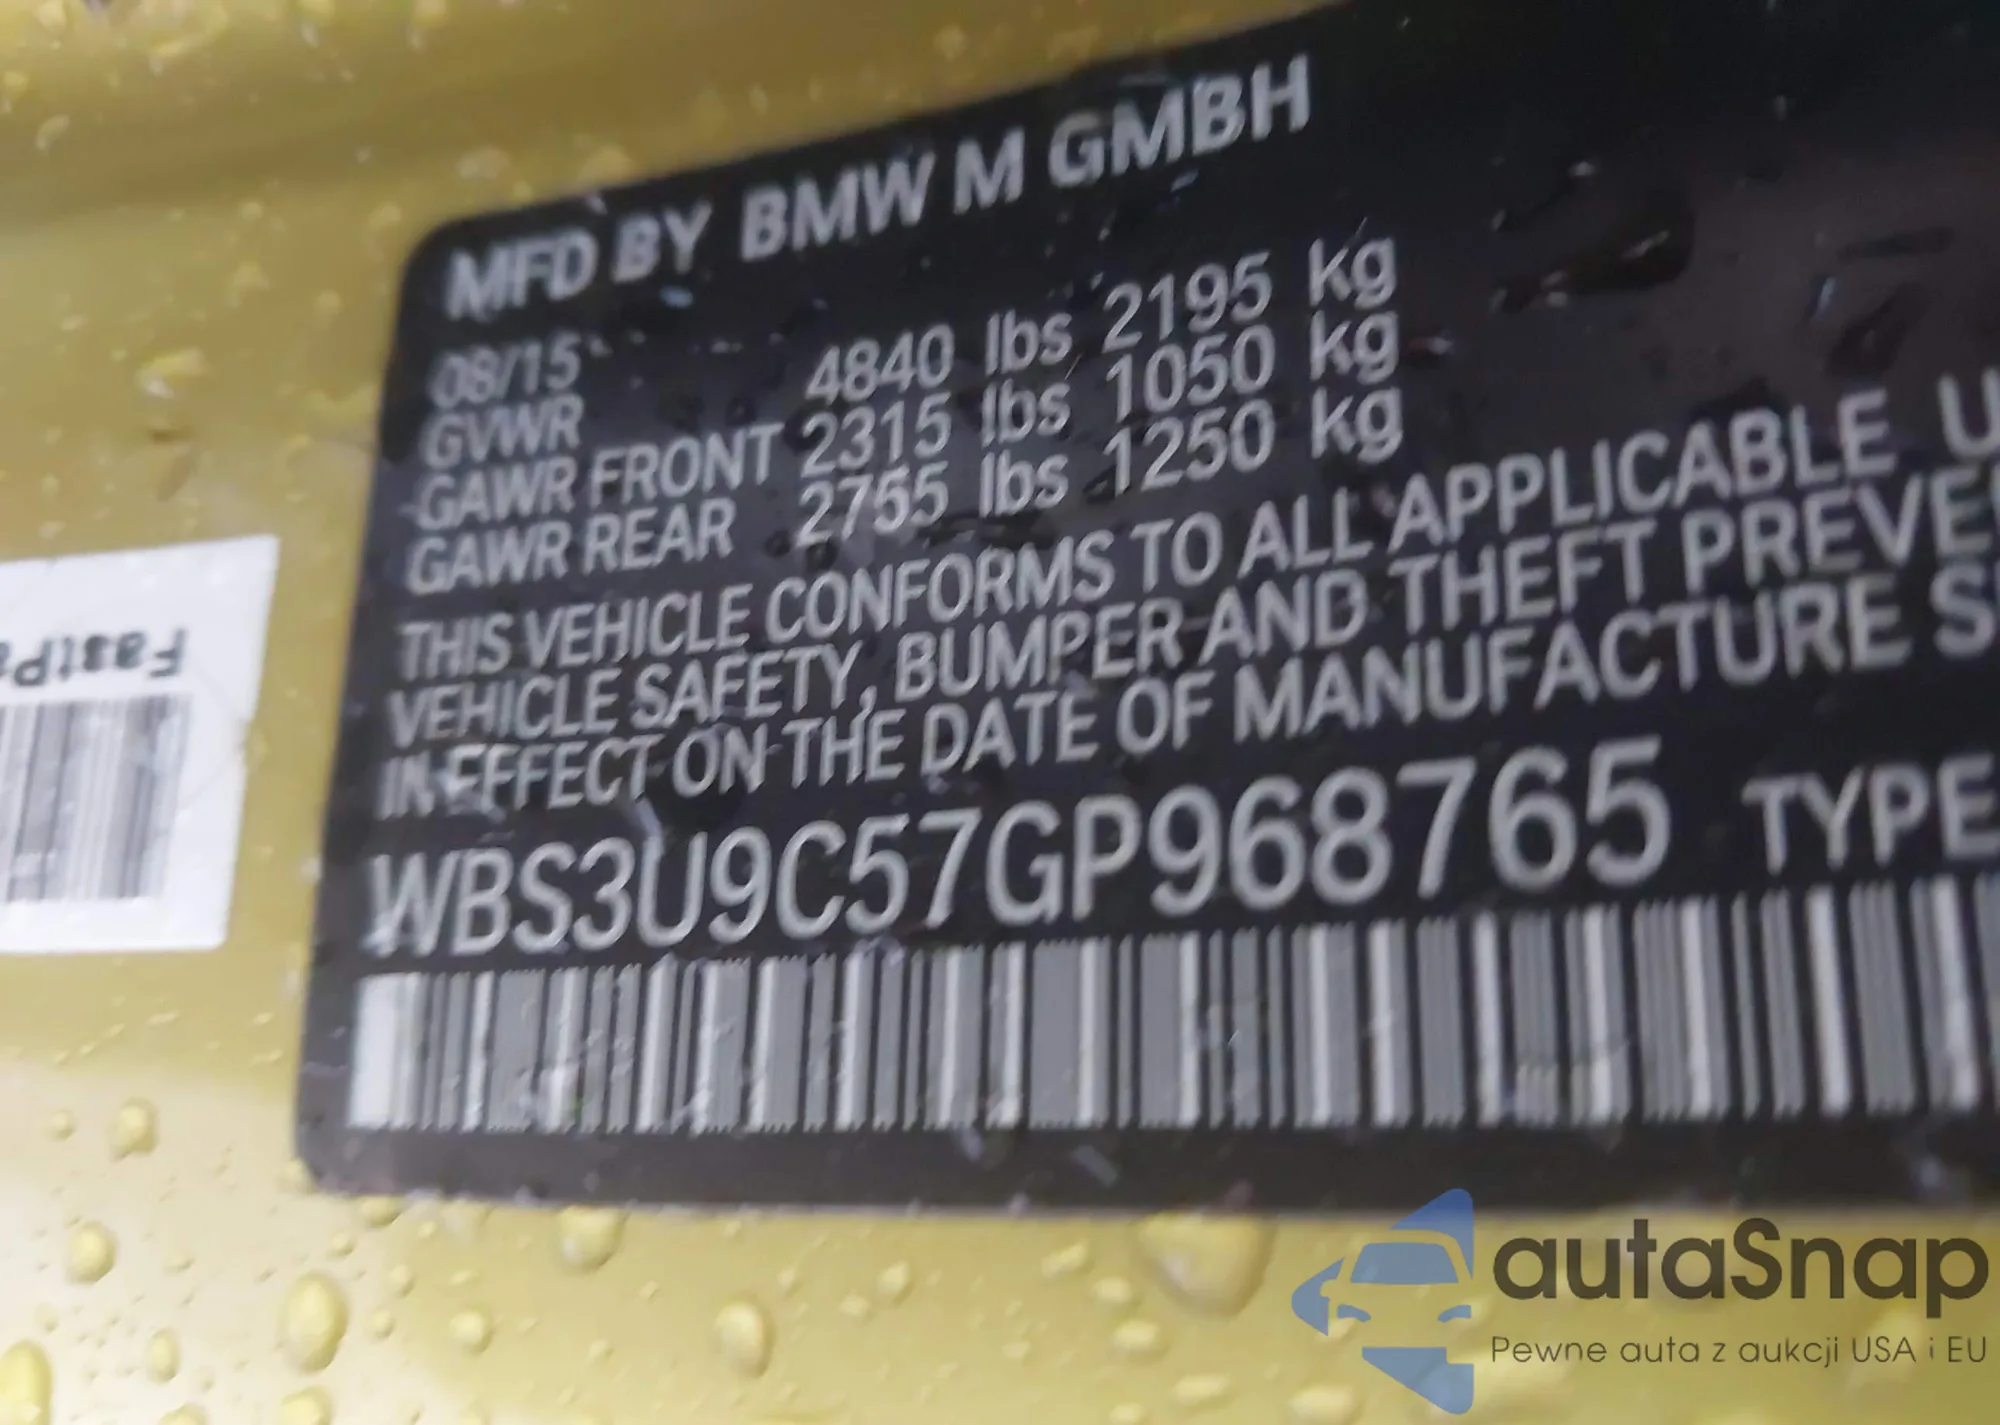 MFD BY BMW M GMBH
08/15
GVWR 4840 lbs 2195 kg
GAWR FRONT 2315 lbs 1050 kg
GAWR REAR 2755 lbs 1250 kg
THIS VEHICLE CONFORMS TO ALL APPLICABLE U
VEHICLE SAFETY, BUMPER AND THEFT PREVE
IN EFFECT ON THE DATE OF MANUFACTURE S
WBS3U9C57GP968765 TYPE
FastPa
autaSnap
Pewne auta z aukcji USA i EU